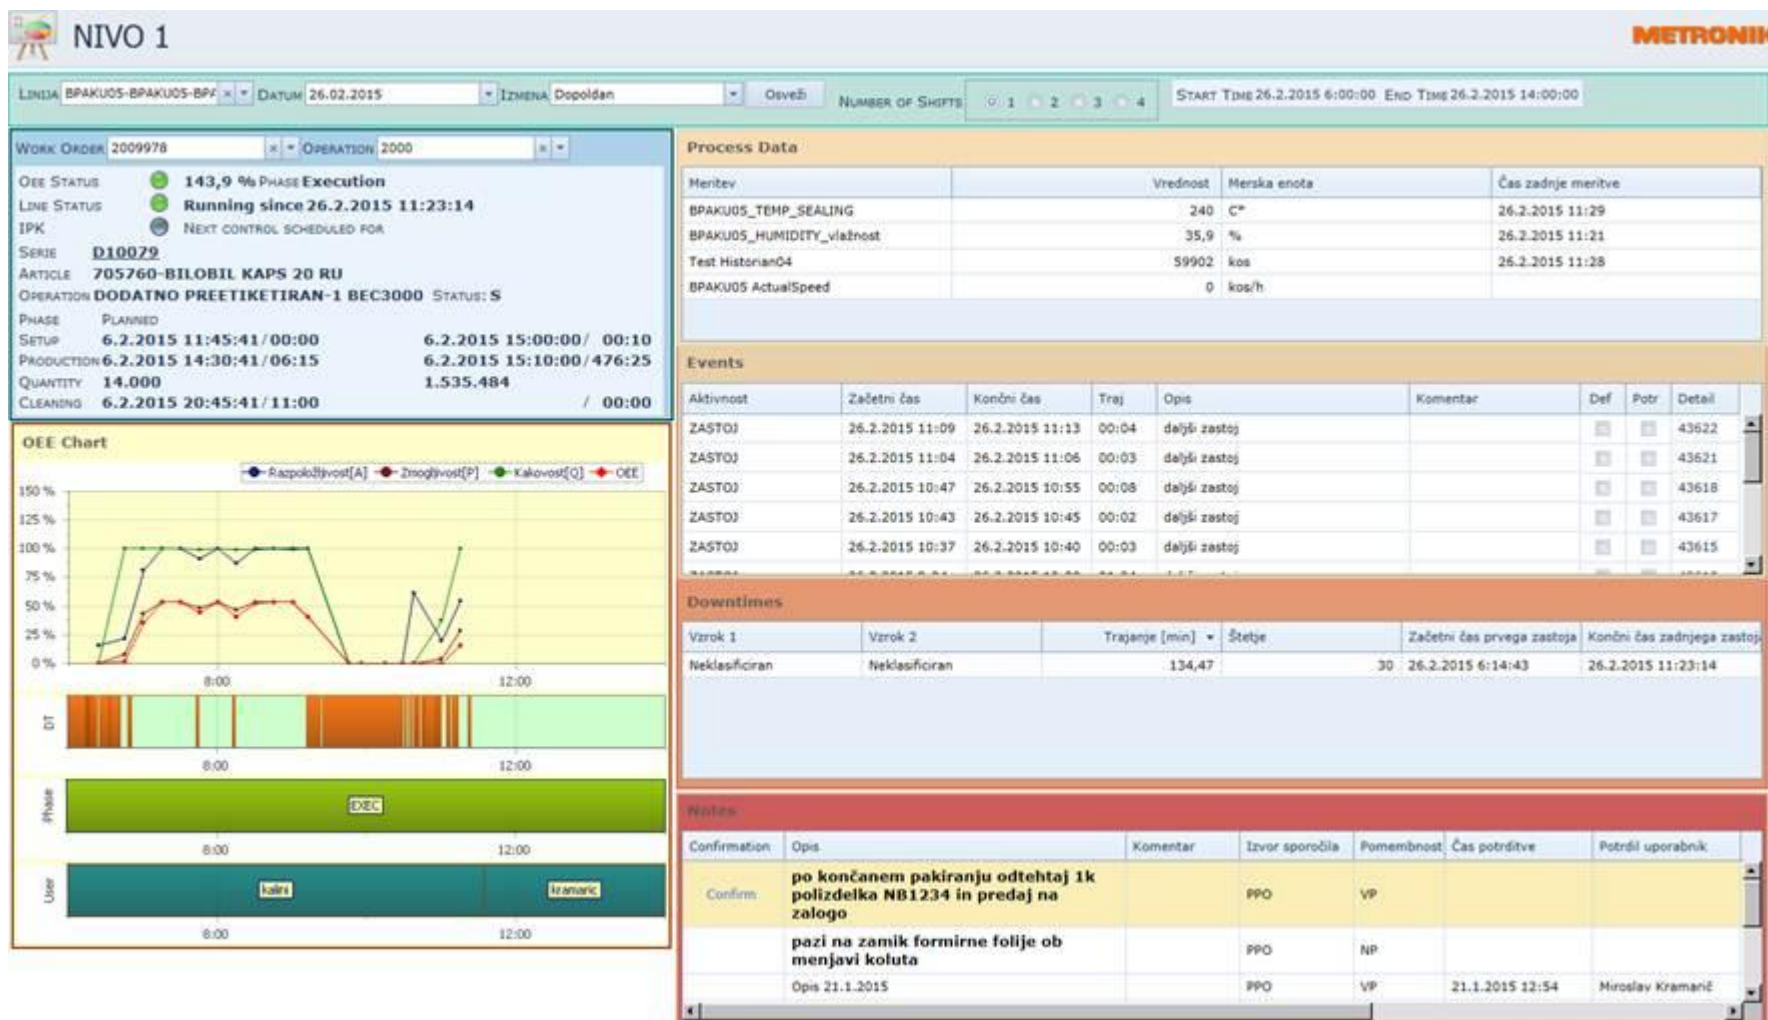 NIVO 1
METRONIK
LINIJA BPAKU05-BPAKU05-BPA DATUM 26.02.2015 IZMENA Dopoldan Osveži NUMBER OF SHIFTS 1 2 3 4 START TIME 26.2.2015 6:00:00 END TIME 26.2.2015 14:00:00
WORK ORDER 2009978 OPERATION 2000
OEE STATUS 143,9 % PHASE Execution
LINE STATUS Running since 26.2.2015 11:23:14
IPK NEXT CONTROL SCHEDULED FOR
SERIE D10079
ARTICLE 705760-BILOBIL KAPS 20 RU
OPERATION DODATNO PREETIKETIRAN-1 BEC3000 STATUS: S
PHASE PLANNED
SETUP 6.2.2015 11:45:41/00:00 6.2.2015 15:00:00/ 00:10
PRODUCTION 6.2.2015 14:30:41/06:15 6.2.2015 15:10:00/476:25
QUANTITY 14.000 1.535.484
CLEANING 6.2.2015 20:45:41/11:00 / 00:00
OEE Chart
Razpoložljivost[A] Zmogljivost[P] Kakovost[Q] OEE
150 %
125 %
100 %
75 %
50 %
25 %
0 %
8:00 12:00
DT
8:00 12:00
Phase EXEC
8:00 12:00
User kalini kramaric
8:00 12:00
Process Data
Meritev Vrednost Merska enota Čas zadnje meritve
BPAKU05_TEMP_SEALING 240 C° 26.2.2015 11:29
BPAKU05_HUMIDITY_vlažnost 35,9 % 26.2.2015 11:21
Test Historian04 59902 kos 26.2.2015 11:28
BPAKU05 ActualSpeed 0 kos/h
Events
Aktivnost Začetni čas Končni čas Traj Opis Komentar Def Potr Detail
ZASTOJ 26.2.2015 11:09 26.2.2015 11:13 00:04 daljši zastoj 43622
ZASTOJ 26.2.2015 11:04 26.2.2015 11:06 00:03 daljši zastoj 43621
ZASTOJ 26.2.2015 10:47 26.2.2015 10:55 00:08 daljši zastoj 43618
ZASTOJ 26.2.2015 10:43 26.2.2015 10:45 00:02 daljši zastoj 43617
ZASTOJ 26.2.2015 10:37 26.2.2015 10:40 00:03 daljši zastoj 43615
Downtimes
Vzrok 1 Vzrok 2 Trajanje [min] Štetje Začetni čas prvega zastoja Končni čas zadnjega zastoja
Neklasificiran Neklasificiran 134,47 30 26.2.2015 6:14:43 26.2.2015 11:23:14
Notes
Confirmation Opis Komentar Izvor sporočila Pomembnost Čas potrditve Potrdil uporabnik
Confirm po končanem pakiranju odtehtaj 1k
polizdelka NB1234 in predaj na PPO VP
zalogo
pazi na zamik formirne folije ob
menjavi koluta PPO NP
Opis 21.1.2015 PPO VP 21.1.2015 12:54 Miroslav Kramarič